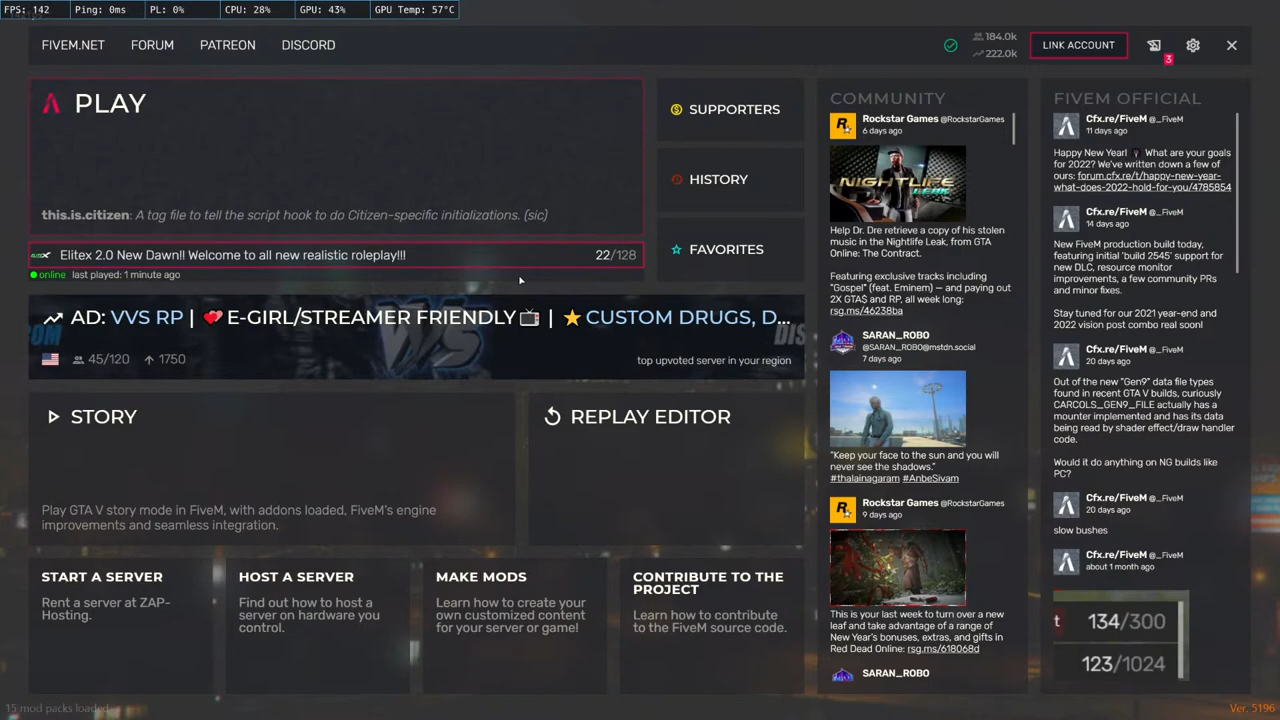 FPS: 142
Ping: 0ms
PL: 0%
CPU: 28%
GPU: 43%
GPU Temp: 57°C
FIVEM.NET
FORUM
PATREON
DISCORD
184.0k
222.0k
LINK ACCOUNT
3
PLAY
this.is.citizen: A tag file to tell the script hook to do Citizen-specific initializations. (sic)
Elitex 2.0 New Dawn!! Welcome to all new realistic roleplay!!!
22/128
online last played: 1 minute ago
SUPPORTERS
HISTORY
FAVORITES
AD: VVS RP | E-GIRL/STREAMER FRIENDLY | CUSTOM DRUGS, D...
45/120
1750
top upvoted server in your region
STORY
Play GTA V story mode in FiveM, with addons loaded, FiveM's engine
improvements and seamless integration.
REPLAY EDITOR
START A SERVER
Rent a server at ZAP-
Hosting.
HOST A SERVER
Find out how to host a
server on hardware you
control.
MAKE MODS
Learn how to create your
own customized content
for your server or game!
CONTRIBUTE TO THE
PROJECT
Learn how to contribute
to the FiveM source code.
COMMUNITY
Rockstar Games @RockstarGames
6 days ago
NIGHTLIFE
LEAK
Help Dr. Dre retrieve a copy of his stolen
music in the Nightlife Leak, from GTA
Online: The Contract.
Featuring exclusive tracks including
"Gospel" (feat. Eminem) — and paying out
2X GTA$ and RP, all week long:
rsg.ms/46238ba
SARAN_ROBO
@SARAN_ROBO@mstdn.social
7 days ago
"Keep your face to the sun and you will
never see the shadows."
#thalainagaram #AnbeSivam
Rockstar Games @RockstarGames
9 days ago
This is your last week to turn over a new
leaf and take advantage of a range of
New Year's bonuses, extras, and gifts in
Red Dead Online: rsg.ms/618068d
SARAN_ROBO
FIVEM OFFICIAL
Cfx.re/FiveM @_FiveM
11 days ago
Happy New Year! What are your goals
for 2022? We've written down a few of
ours: forum.cfx.re/t/happy-new-year-
what-does-2022-hold-for-you/4785854
Cfx.re/FiveM @_FiveM
14 days ago
New FiveM production build today,
featuring initial 'build 2545' support for
new DLC, resource monitor
improvements, a few community PRs
and minor fixes.
Stay tuned for our 2021 year-end and
2022 vision post combo real soon!
Cfx.re/FiveM @_FiveM
20 days ago
Out of the new "Gen9" data file types
found in recent GTA V builds, curiously
CARCOLS_GEN9_FILE actually has a
mounter implemented and has its data
being read by shader effect/draw handler
code.
Would it do anything on NG builds like
PC?
Cfx.re/FiveM @_FiveM
20 days ago
slow bushes
Cfx.re/FiveM @_FiveM
about 1 month ago
t 134/300
123/1024
15 mod packs loaded
Ver. 5196